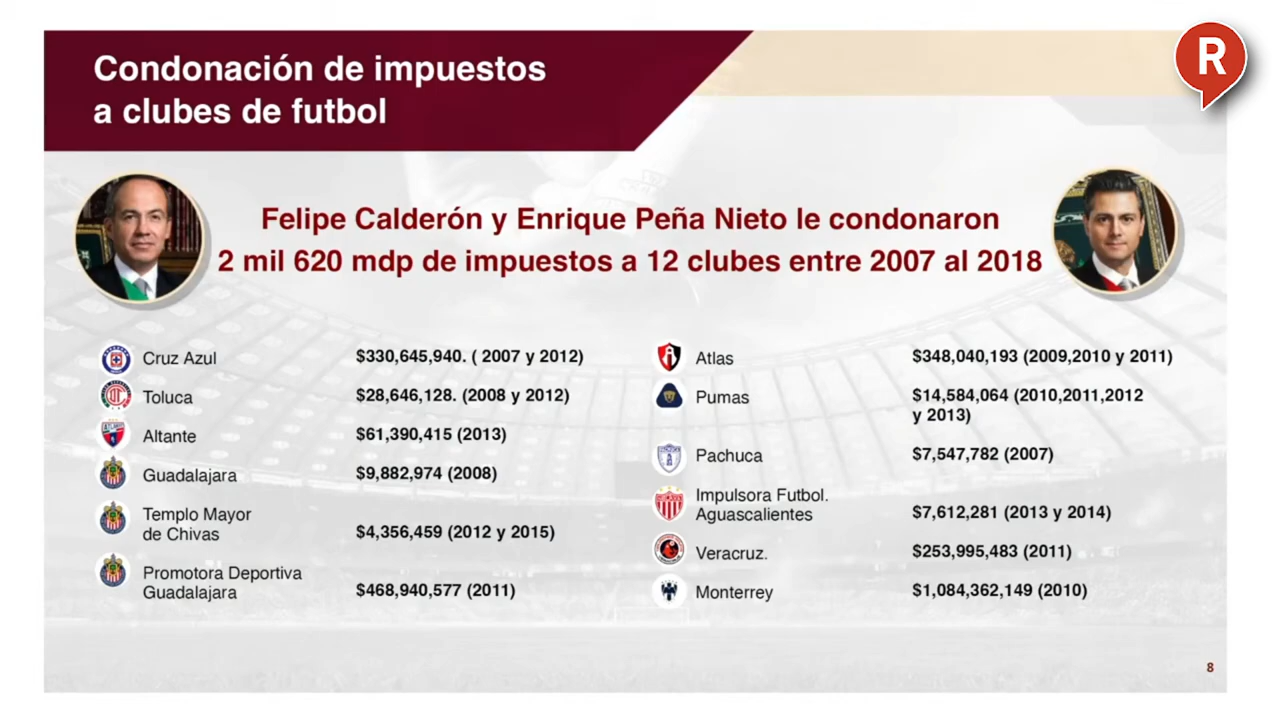 R
Condonación de impuestos
a clubes de futbol
Felipe Calderón y Enrique Peña Nieto le condonaron
2 mil 620 mdp de impuestos a 12 clubes entre 2007 al 2018
Cruz Azul $330,645,940. ( 2007 y 2012)
Toluca $28,646,128. (2008 y 2012)
Altante $61,390,415 (2013)
Guadalajara $9,882,974 (2008)
Templo Mayor
de Chivas $4,356,459 (2012 y 2015)
Promotora Deportiva
Guadalajara $468,940,577 (2011)
Atlas $348,040,193 (2009,2010 y 2011)
Pumas $14,584,064 (2010,2011,2012
y 2013)
Pachuca $7,547,782 (2007)
Impulsora Futbol.
Aguascalientes $7,612,281 (2013 y 2014)
Veracruz. $253,995,483 (2011)
Monterrey $1,084,362,149 (2010)
8